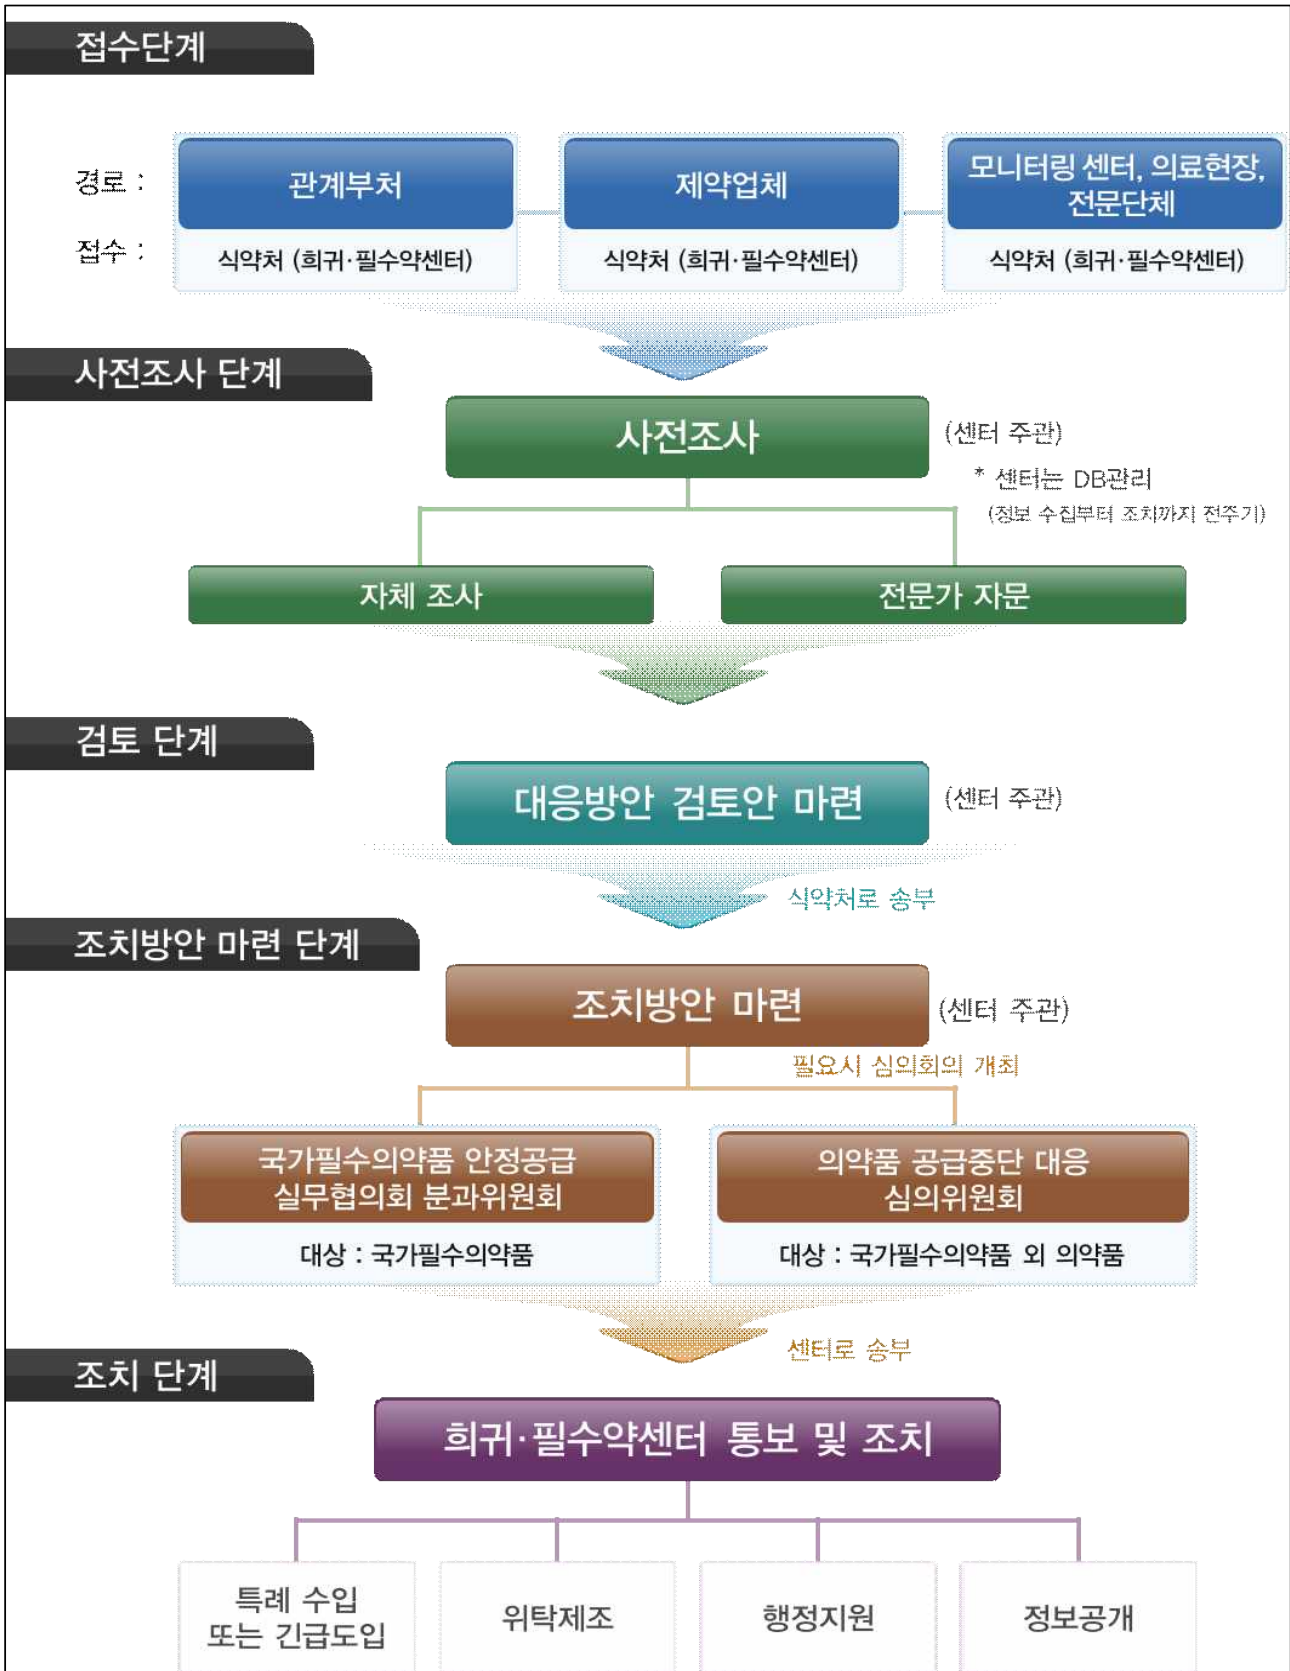 접수단계
경로 :
관계부처
제약업체
모니터링 센터, 의료현장,
전문단체
접수 :
식약처 (희귀·필수약센터)
식약처 (희귀·필수약센터)
식약처 (희귀·필수약센터)
사전조사 단계
사전조사
(센터 주관)
* 센터는 DB관리
(정보 수집부터 조치까지 전주기)
자체 조사
전문가 자문
검토 단계
대응방안 검토안 마련
(센터 주관)
식약처로 송부
조치방안 마련 단계
조치방안 마련
(센터 주관)
필요시 심의회의 개최
국가필수의약품 안정공급
실무협의회 분과위원회
의약품 공급중단 대응
심의위원회
대상 : 국가필수의약품
대상 : 국가필수의약품 외 의약품
센터로 송부
조치 단계
희귀·필수약센터 통보 및 조치
특례 수입
또는 긴급도입
위탁제조
행정지원
정보공개